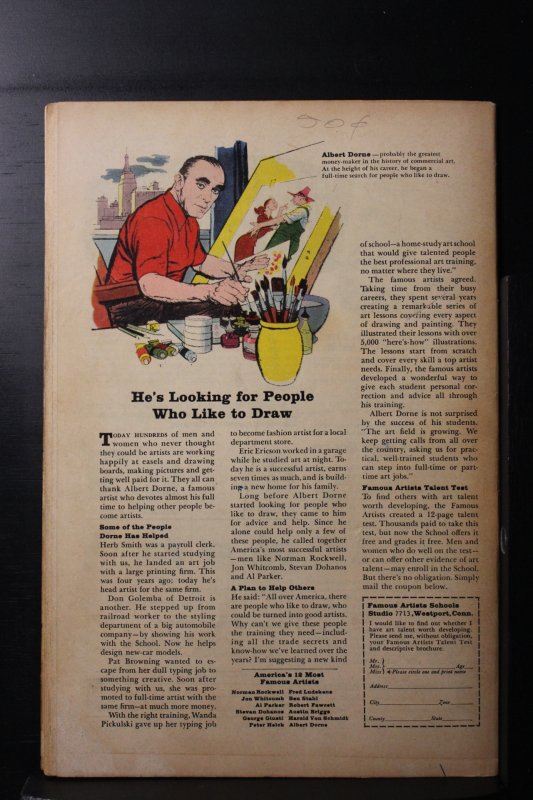 50¢
Albert Dorne — probably the greatest
money-maker in the history of commercial art.
At the height of his career, he began a
full-time search for people who like to draw.
He's Looking for People
Who Like to Draw
TODAY HUNDREDS of men and
women who never thought
they could be artists are working
happily at easels and drawing
boards, making pictures and get-
ting well paid for it. They all can
thank Albert Dorne, a famous
artist who devotes almost his full
time to helping other people be-
come artists.
Some of the People
Dorne Has Helped
Herb Smith was a payroll clerk.
Soon after he started studying
with us, he landed an art job
with a large printing firm. This
was four years ago; today he's
head artist for the same firm.
Don Golemba of Detroit is
another. He stepped up from
railroad worker to the styling
department of a big automobile
company—by showing his work
with the School. Now he helps
design new-car models.
Pat Browning wanted to es-
cape from her dull typing job to
something creative. Soon after
studying with us, she was pro-
moted to full-time artist with the
same firm—at much more money.
With the right training, Wanda
Pickulski gave up her typing job
to become fashion artist for a local
department store.
Eric Ericson worked in a garage
while he studied art at night. To-
day he is a successful artist, earns
seven times as much, and is build-
ing a new home for his family.
Long before Albert Dorne
started looking for people who
like to draw, they came to him
for advice and help. Since he
alone could help only a few of
these people, he called together
America's most successful artists
—men like Norman Rockwell,
Jon Whitcomb, Stevan Dohanos
and Al Parker.
A Plan to Help Others
He said: "All over America, there
are people who like to draw, who
could be turned into good artists.
Why can't we give these people
the training they need—includ-
ing all the trade secrets and
know-how we've learned over the
years? I'm suggesting a new kind
America's 12 Most
Famous Artists
Norman Rockwell Fred Ludekens
Jon Whitcomb Ben Stahl
Al Parker Robert Fawcett
Stevan Dohanos Austin Briggs
George Giusti Harold Von Schmidt
Peter Helck Albert Dorne
of school—a home-study art school
that would give talented people
the best professional art training,
no matter where they live."
The famous artists agreed.
Taking time from their busy
careers, they spent several years
creating a remarkable series of
art lessons covering every aspect
of drawing and painting. They
illustrated their lessons with over
5,000 "here's-how" illustrations.
The lessons start from scratch
and cover every skill a top artist
needs. Finally, the famous artists
developed a wonderful way to
give each student personal cor-
rection and advice all through
his training.
Albert Dorne is not surprised
by the success of his students.
"The art field is growing. We
keep getting calls from all over
the country, asking us for prac-
tical, well-trained students who
can step into full-time or part-
time art jobs."
Famous Artists Talent Test
To find others with art talent
worth developing, the Famous
Artists created a 12-page talent
test. Thousands paid to take this
test, but now the School offers it
free and grades it free. Men and
women who do well on the test—
or can offer other evidence of art
talent—may enroll in the School.
But there's no obligation. Simply
mail the coupon below.
Famous Artists Schools
Studio 7713, Westport, Conn.
I would like to find out whether I
have art talent worth developing.
Please send me, without obligation,
your Famous Artists Talent Test
and descriptive brochure.
Mr.
Mrs. Age
Miss Please circle one and print name
Address
City Zone
County State